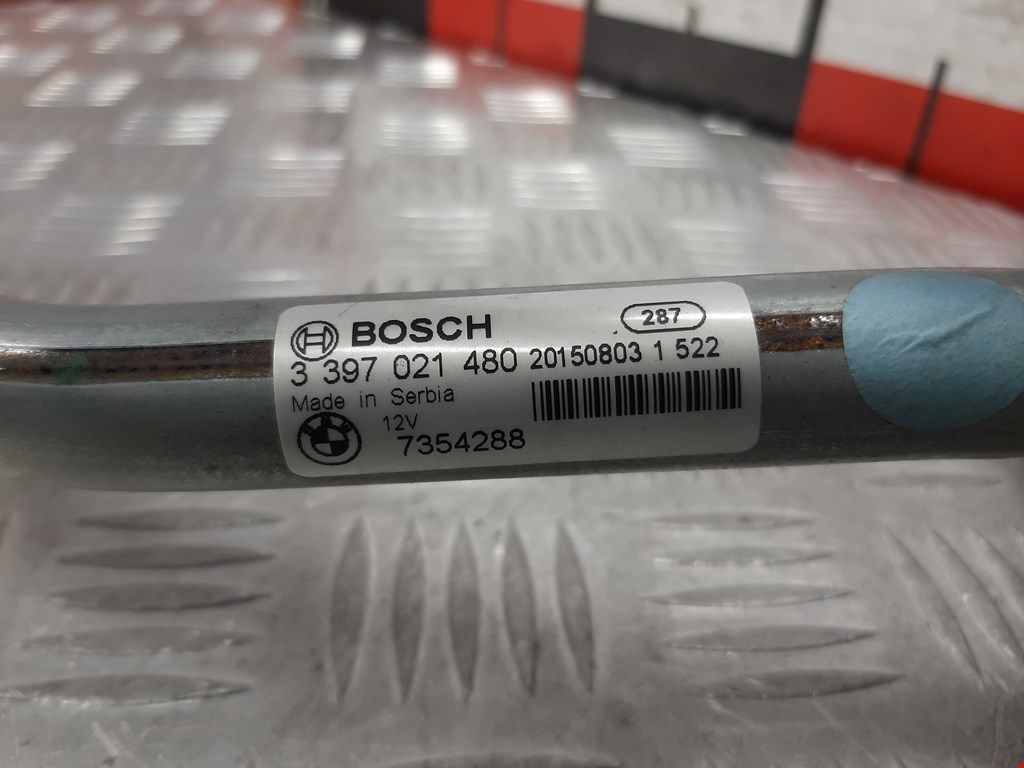 BOSCH 287
3 397 021 480 20150803 1 522
Made in Serbia
12V
7354288